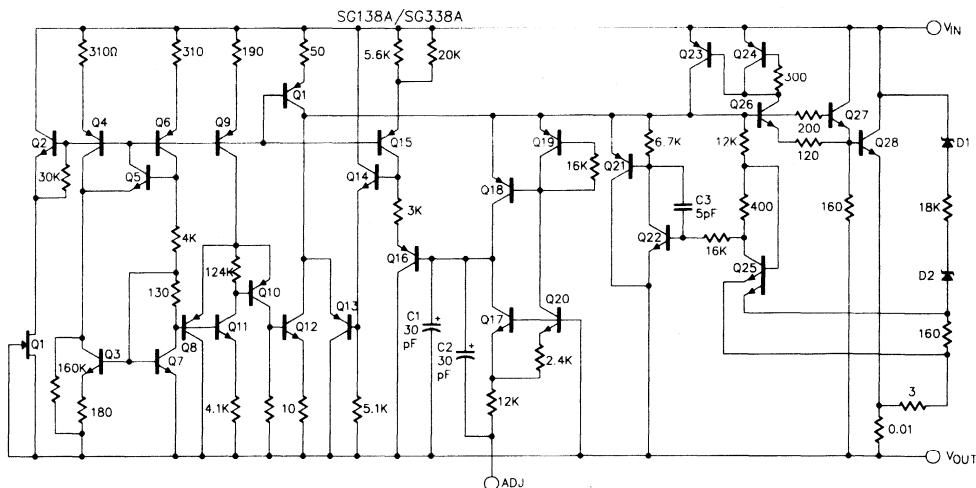 SG138A/SG338A
VIN
310Ω
310
190
50
5.6K
20K
Q23
Q24
300
Q1
Q26
Q27
200
Q28
D1
Q2
Q4
Q6
Q9
Q15
Q19
6.7K
12K
120
30K
Q5
Q14
Q18
16K
Q21
C3
5pF
400
160
18K
3K
4K
124K
Q16
Q22
16K
Q25
D2
130
Q10
Q13
C1
30
pF
Q17
Q20
Q8
Q11
Q12
C2
30
pF
160
Q1
160K
Q3
Q7
2.4K
180
4.1K
10
5.1K
12K
3
0.01
VOUT
ADJ